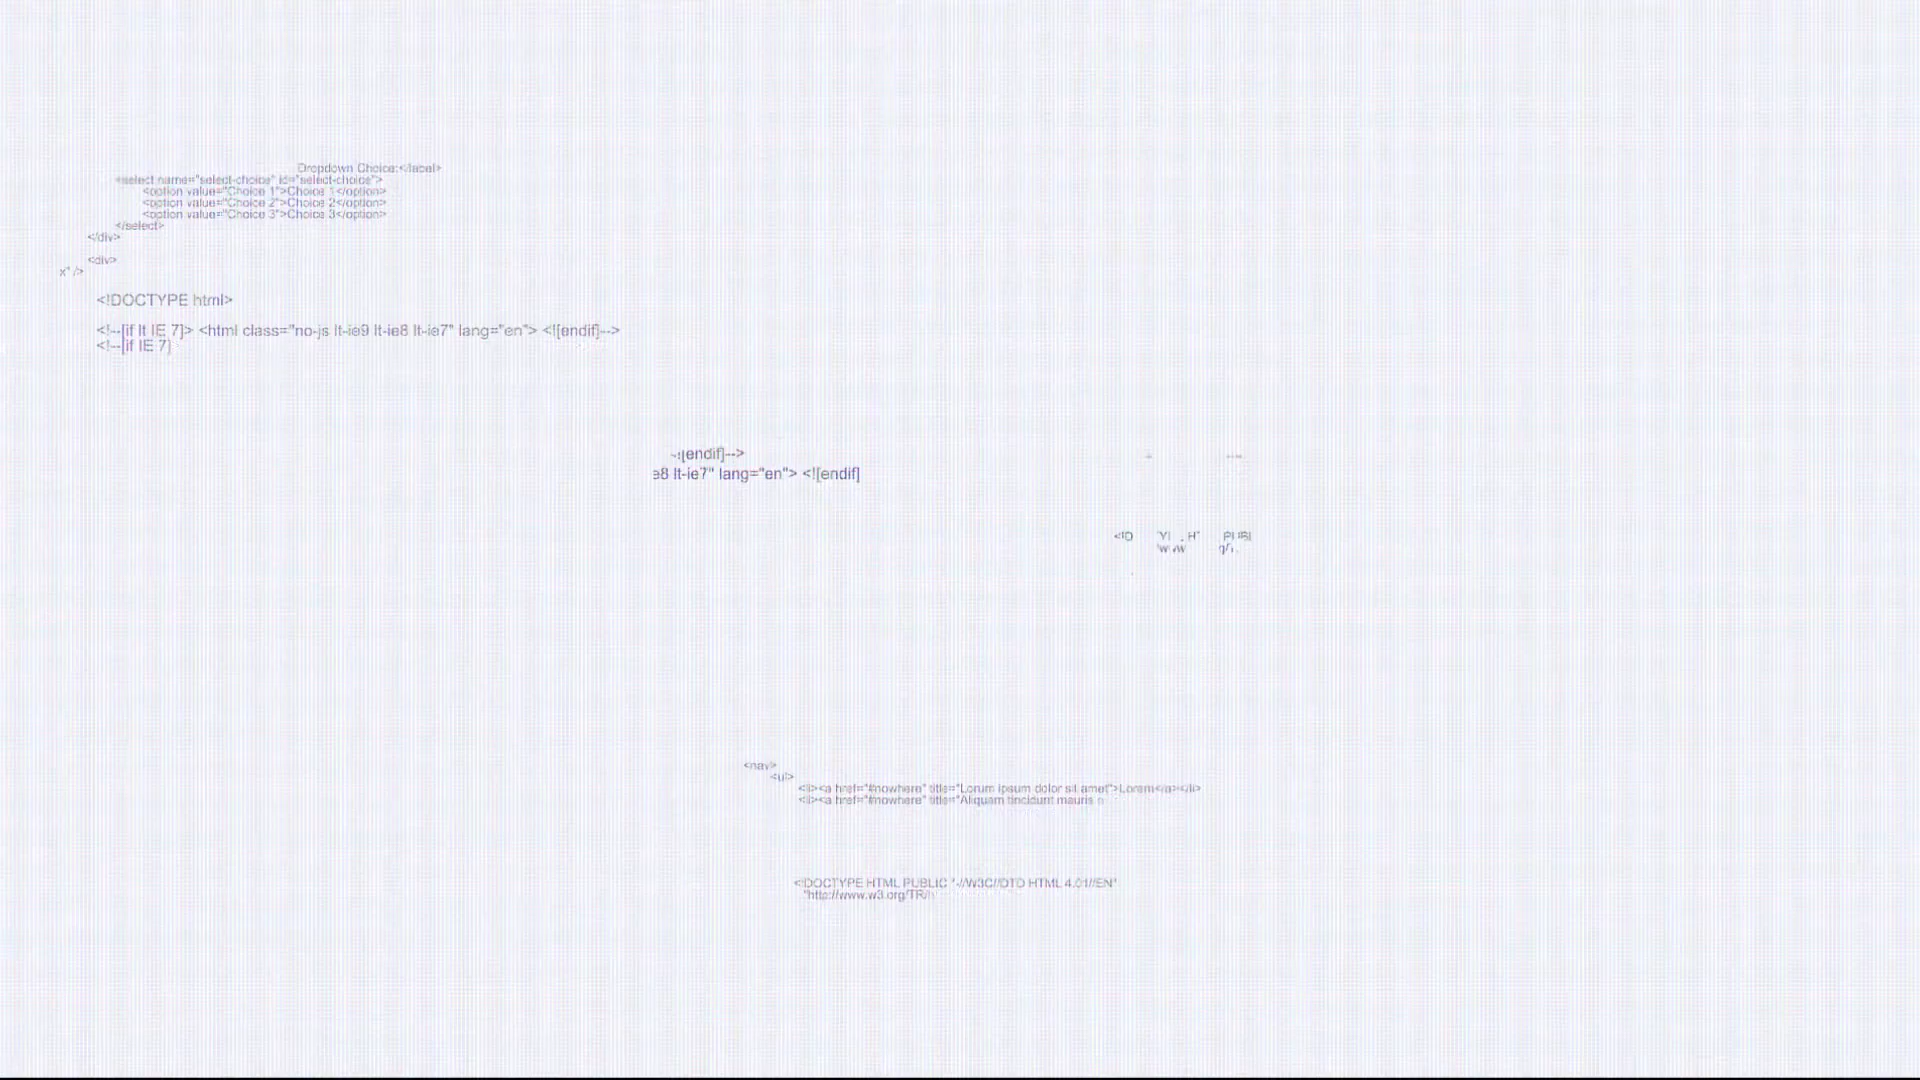 Dropdown Choice:</label>
<select name="select-choice" id="select-choice">
<option value="Choice 1">Choice 1</option>
<option value="Choice 2">Choice 2</option>
<option value="Choice 3">Choice 3</option>
</select>
</div>
<div>
x" />
<!DOCTYPE html>
<!--[if lt IE 7]> <html class="no-js lt-ie9 lt-ie8 lt-ie7" lang="en"> <![endif]-->
<!--[if IE 7]
![endif]-->
e8 lt-ie7" lang="en"> <![endif]
<nav>
<ul>
<li><a href="#nowhere" title="Lorum ipsum dolor sit amet">Lorem</a></li>
<li><a href="#nowhere" title="Aliquam tincidunt mauris
<!DOCTYPE HTML PUBLIC "-//W3C//DTD HTML 4.01//EN"
"http://www.w3.org/TR/